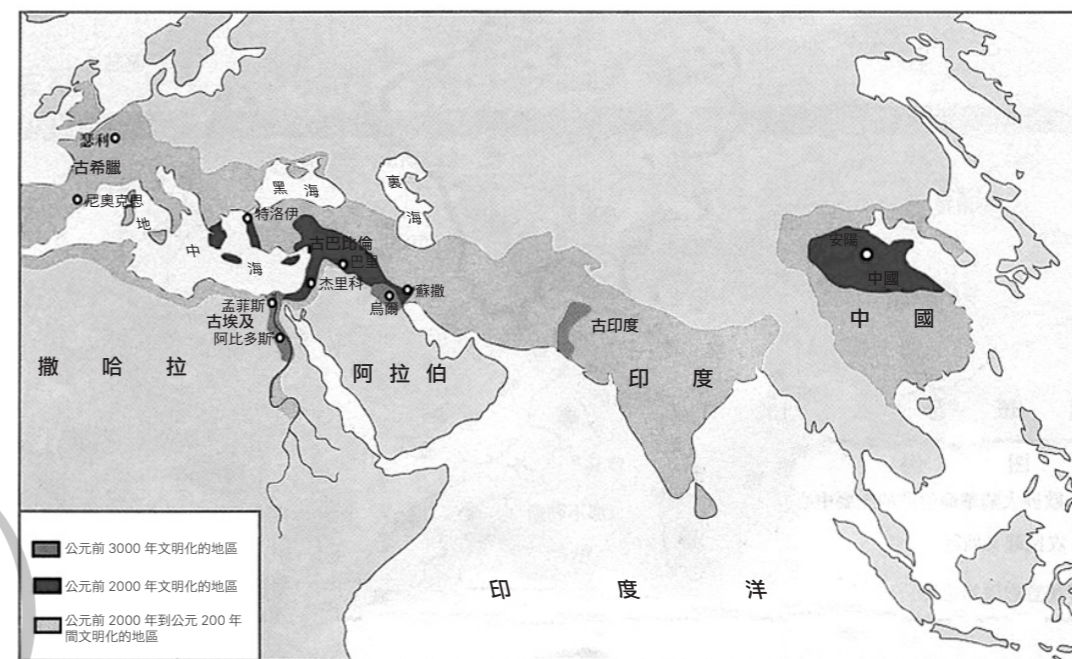 瑟利
古希臘
尼奧克恩
地
中
海
黑 海
裏
海
特洛伊
古巴比倫
巴里
杰里科
蘇撒
烏爾
孟菲斯
古埃及
阿比多斯
撒 哈 拉
阿 拉 伯
古印度
印 度
安陽
中國
中 國
印 度 洋
公元前 3000 年文明化的地區
公元前 2000 年文明化的地區
公元前 2000 年到公元 200 年
間文明化的地區